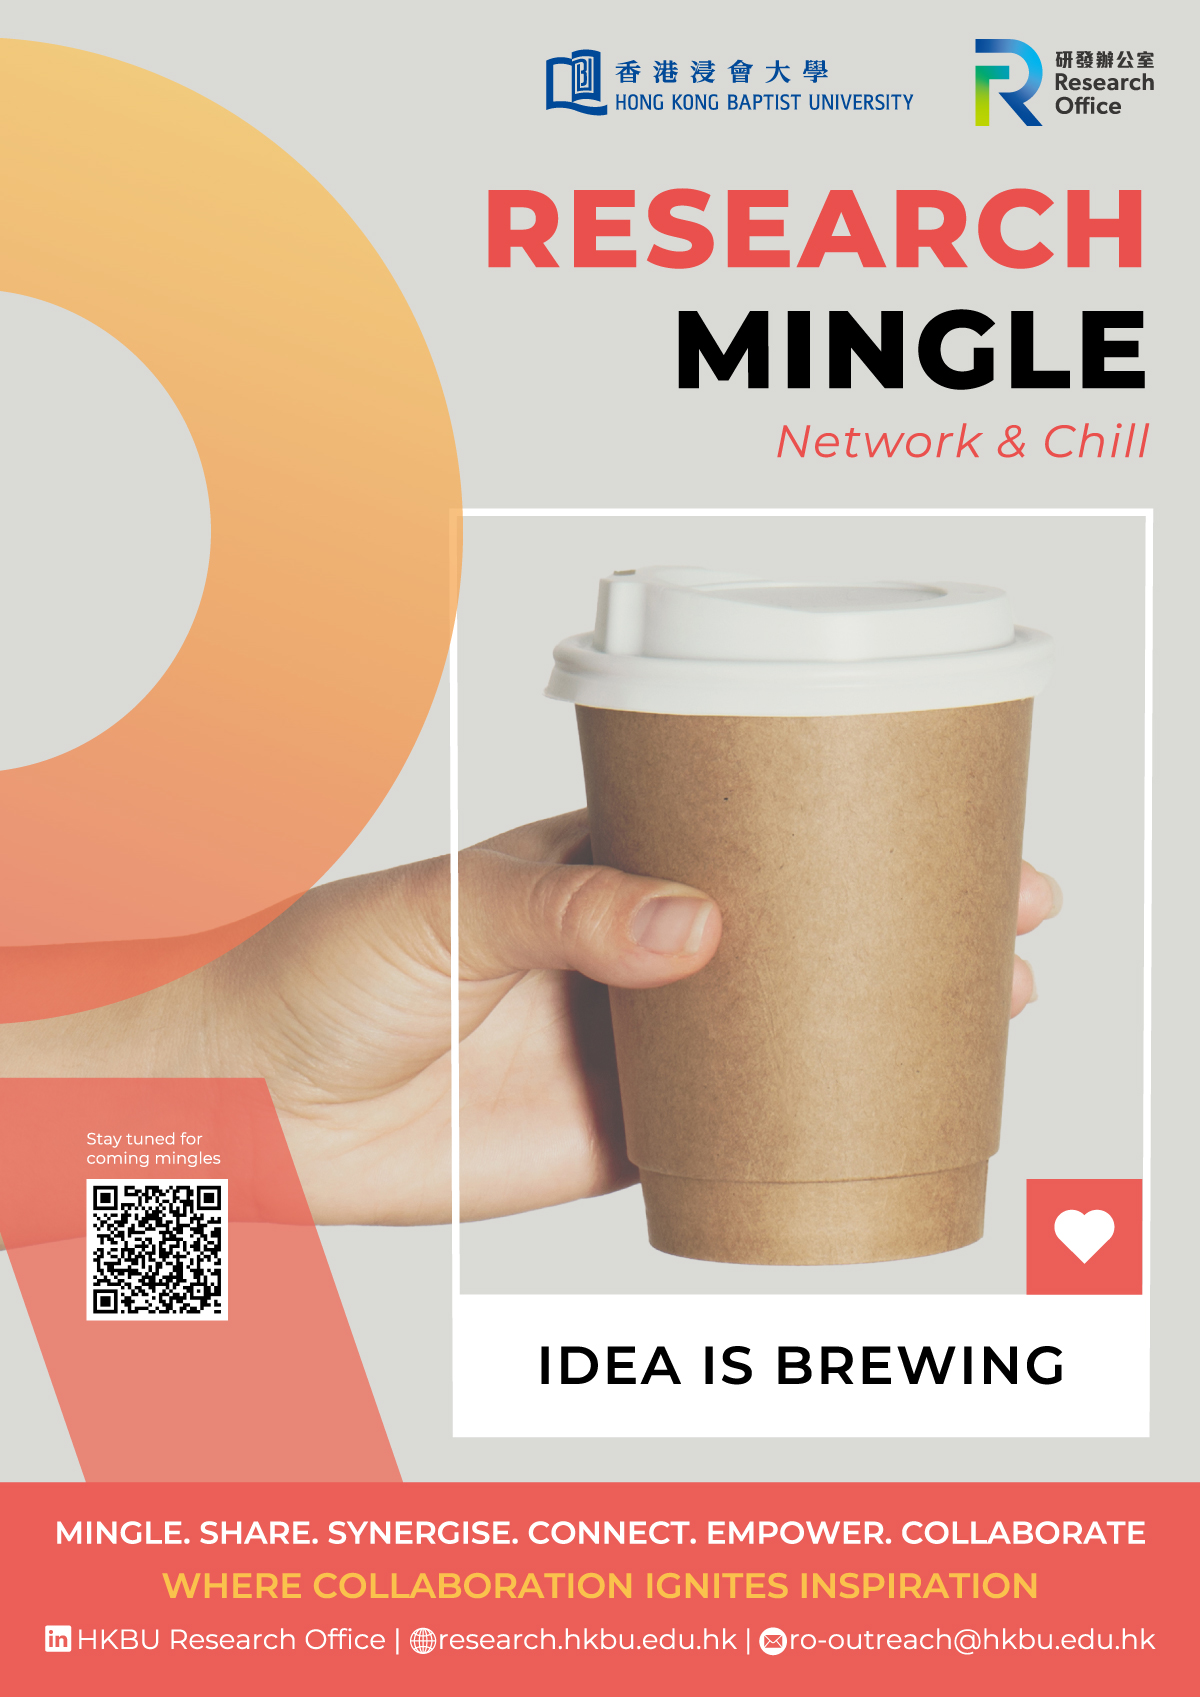 香港浸會大學
HONG KONG BAPTIST UNIVERSITY
研發辦公室
Research
Office
RESEARCH
MINGLE
Network & Chill
Stay tuned for
coming mingles
IDEA IS BREWING
MINGLE. SHARE. SYNERGISE. CONNECT. EMPOWER. COLLABORATE
WHERE COLLABORATION IGNITES INSPIRATION
in HKBU Research Office | research.hkbu.edu.hk | ro-outreach@hkbu.edu.hk